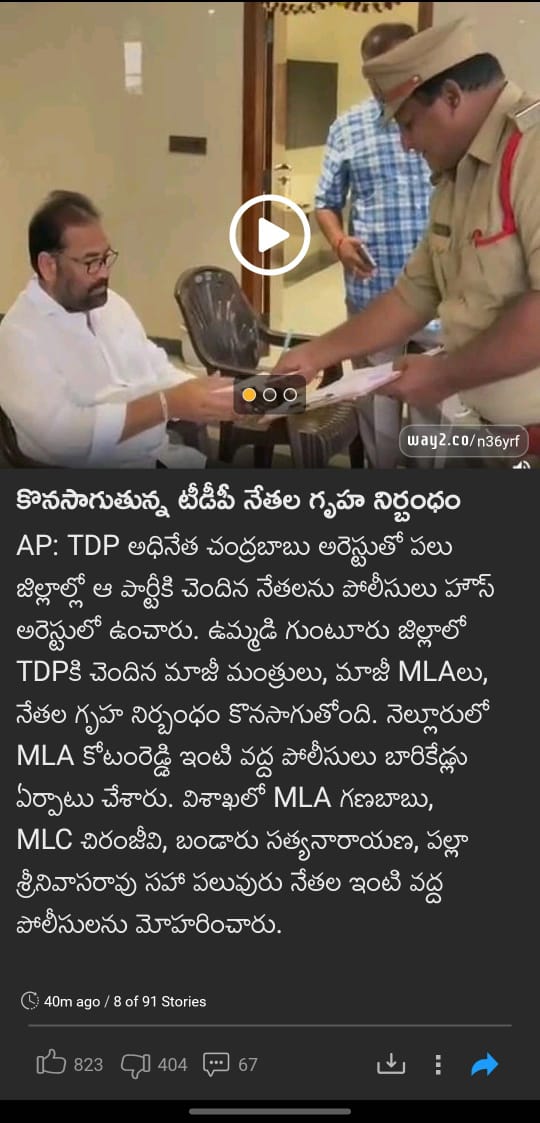 way2.co/n36yrf
కొనసాగుతున్న టీడీపీ నేతల గృహ నిర్బంధం
AP: TDP అధినేత చంద్రబాబు అరెస్టుతో పలు
జిల్లాల్లో ఆ పార్టీకి చెందిన నేతలను పోలీసులు హౌస్
అరెస్టులో ఉంచారు. ఉమ్మడి గుంటూరు జిల్లాలో
TDPకి చెందిన మాజీ మంత్రులు, మాజీ MLAలు,
నేతల గృహ నిర్బంధం కొనసాగుతోంది. నెల్లూరులో
MLA కోటంరెడ్డి ఇంటి వద్ద పోలీసులు బారికేడ్లు
ఏర్పాటు చేశారు. విశాఖలో MLA గణబాబు,
MLC చిరంజీవి, బండారు సత్యనారాయణ, పల్లా
శ్రీనివాసరావు సహా పలువురు నేతల ఇంటి వద్ద
పోలీసులను మోహరించారు.
40m ago / 8 of 91 Stories
823 404 67